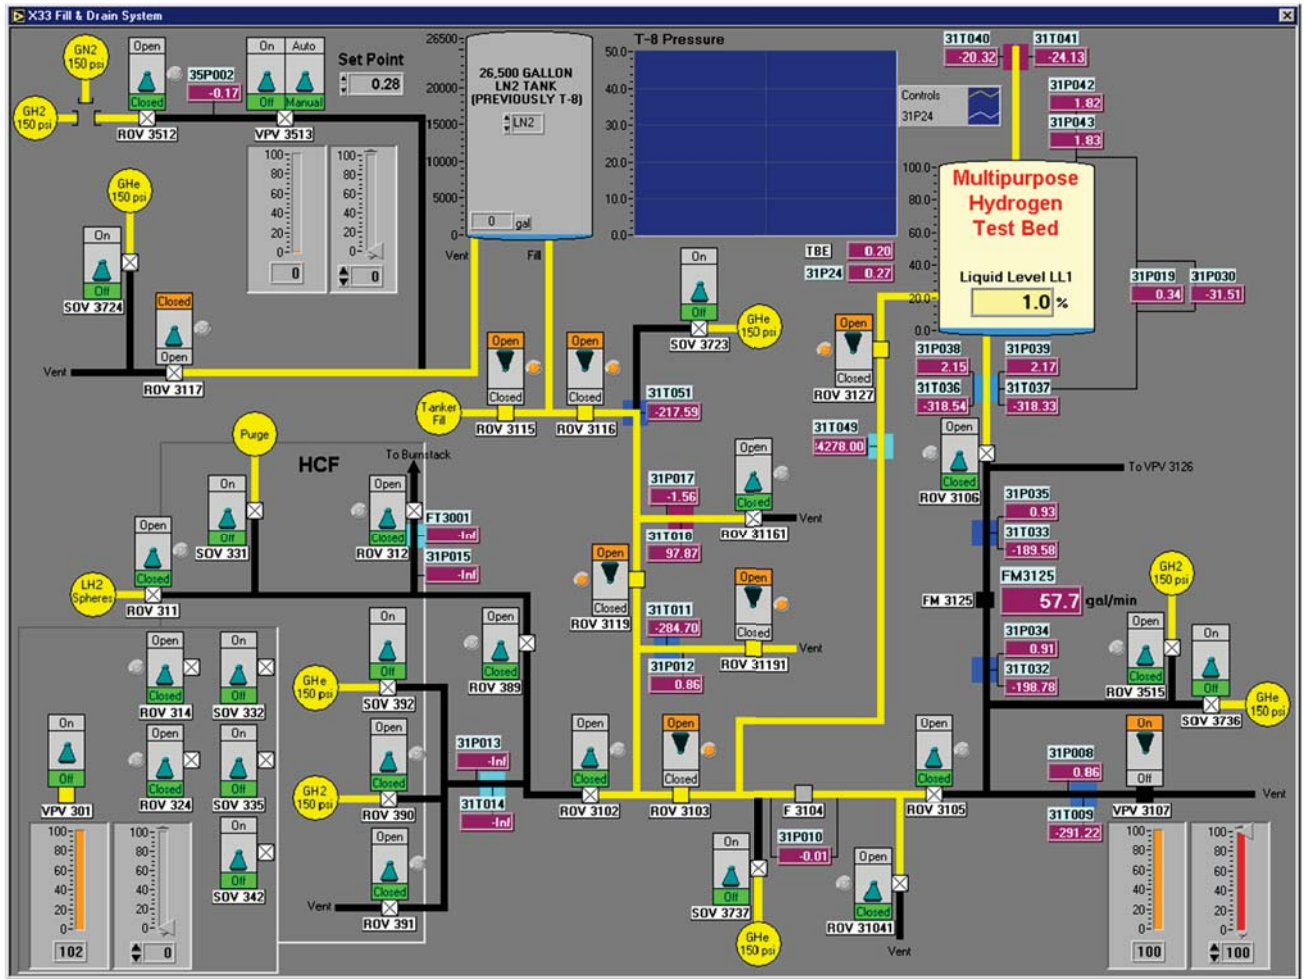 X33 Fill & Drain System
GN2
150 psi
GH2
150 psi
Open
Closed
ROV 3512
35P002
-0.17
On
Auto
Off
Manual
VPV 3513
Set Point
0.28
100
80
60
40
20
0
0
100
80
60
40
20
0
0
GHe
150 psi
On
Off
SOV 3724
Closed
Open
ROV 3117
Vent
26500
20000
15000
10000
5000
0
26,500 GALLON
LN2 TANK
(PREVIOUSLY T-8)
LN2
0 gal
Vent
Fill
T-8 Pressure
50.0
40.0
30.0
20.0
10.0
0.0
Controls
31P24
TBE 0.20
31P24 0.27
31T040
-20.32
31T041
-24.13
31P042
1.82
31P043
1.83
100.0
80.0
60.0
40.0
20.0
0.0
Multipurpose
Hydrogen
Test Bed
Liquid Level LL1
1.0 %
31P019
0.34
31P030
-31.51
31P038
2.15
31T036
-318.54
31P039
2.17
31T037
-318.33
On
Off
SOV 3723
GHe
150 psi
Open
Closed
ROV 3127
31T049
Open
Closed
ROV 3115
Open
Closed
ROV 3116
Tanker
Fill
31T051
-217.59
Open
Closed
ROV 3106
To VPV 3126
31P035
0.93
31T033
-189.58
FM3125
FM 3125
57.7 gal/min
31P034
0.91
31T032
-198.78
GH2
150 psi
Open
Closed
ROV 3515
On
Off
SOV 3736
GHe
150 psi
31P017
-1.56
31T018
97.87
Open
Closed
ROV 31161
Vent
Open
Closed
ROV 3119
31T011
-284.70
31P012
0.86
Open
Closed
ROV 31191
Vent
Purge
HCF
To Burnstack
On
Off
SOV 331
Open
Closed
ROV 312
FT3001
-Inf
31P015
-Inf
Open
Closed
ROV 311
LH2
Spheres
Open
Closed
ROV 314
On
Off
SOV 332
On
Off
VPV 301
Open
Closed
ROV 324
On
Off
SOV 335
On
Off
SOV 342
100
80
60
40
20
0
102
100
80
60
40
20
0
0
On
Off
SOV 392
GHe
150 psi
Open
Closed
ROV 389
Open
Closed
ROV 390
GH2
150 psi
Open
Closed
ROV 391
Vent
31P013
-Inf
31T014
-Inf
Open
Closed
ROV 3102
Open
Closed
ROV 3103
F 3104
31P010
-0.01
On
Off
SOV 3737
GHe
150 psi
Open
Closed
ROV 31041
Vent
Open
Closed
ROV 3105
31P008
0.86
31T009
-291.22
On
Off
VPV 3107
Vent
100
80
60
40
20
0
100
100
80
60
40
20
0
100